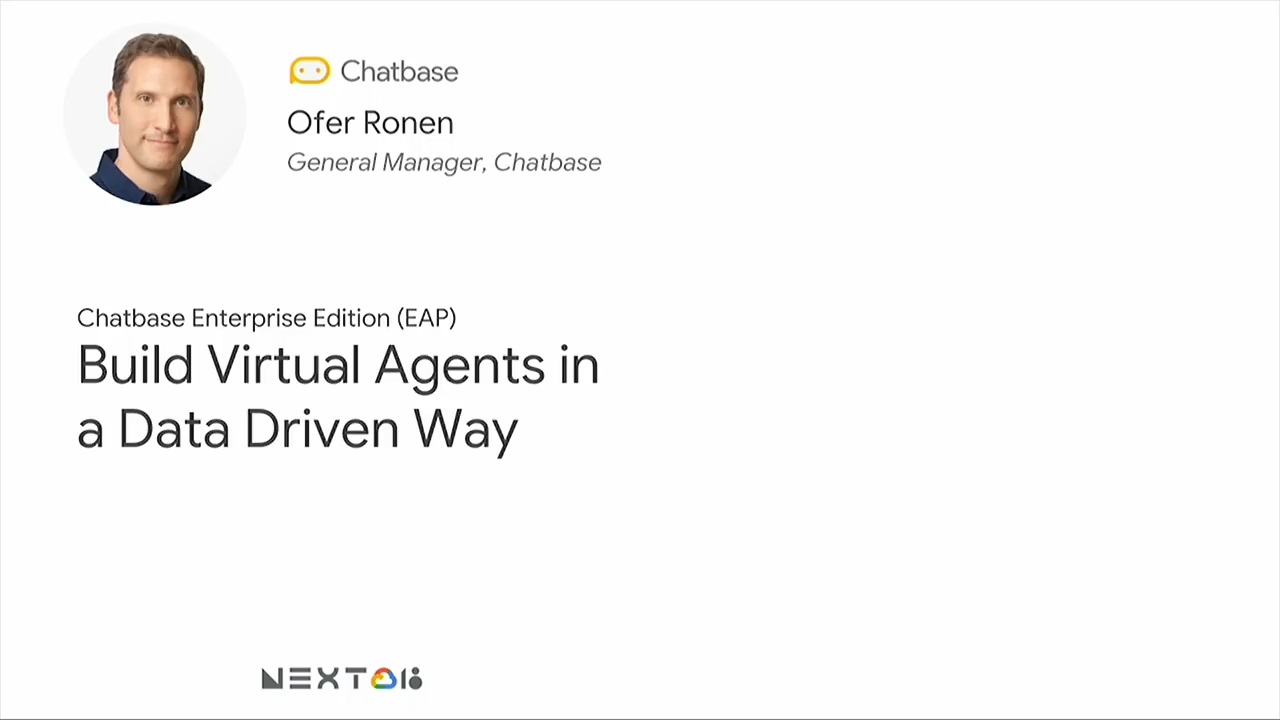 Chatbase
Ofer Ronen
General Manager, Chatbase
Chatbase Enterprise Edition (EAP)
Build Virtual Agents in
a Data Driven Way
NEXT 18